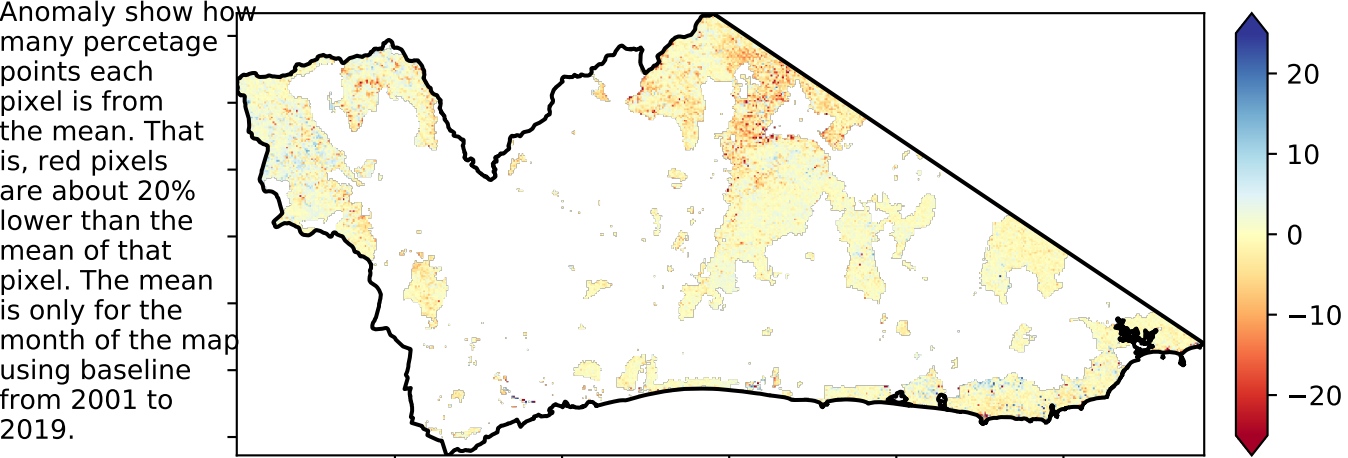 Anomaly show how
many percetage
points each
pixel is from
the mean. That
is, red pixels
are about 20%
lower than the
mean of that
pixel. The mean
is only for the
month of the map
using baseline
from 2001 to
2019.
20
10
0
−10
−20